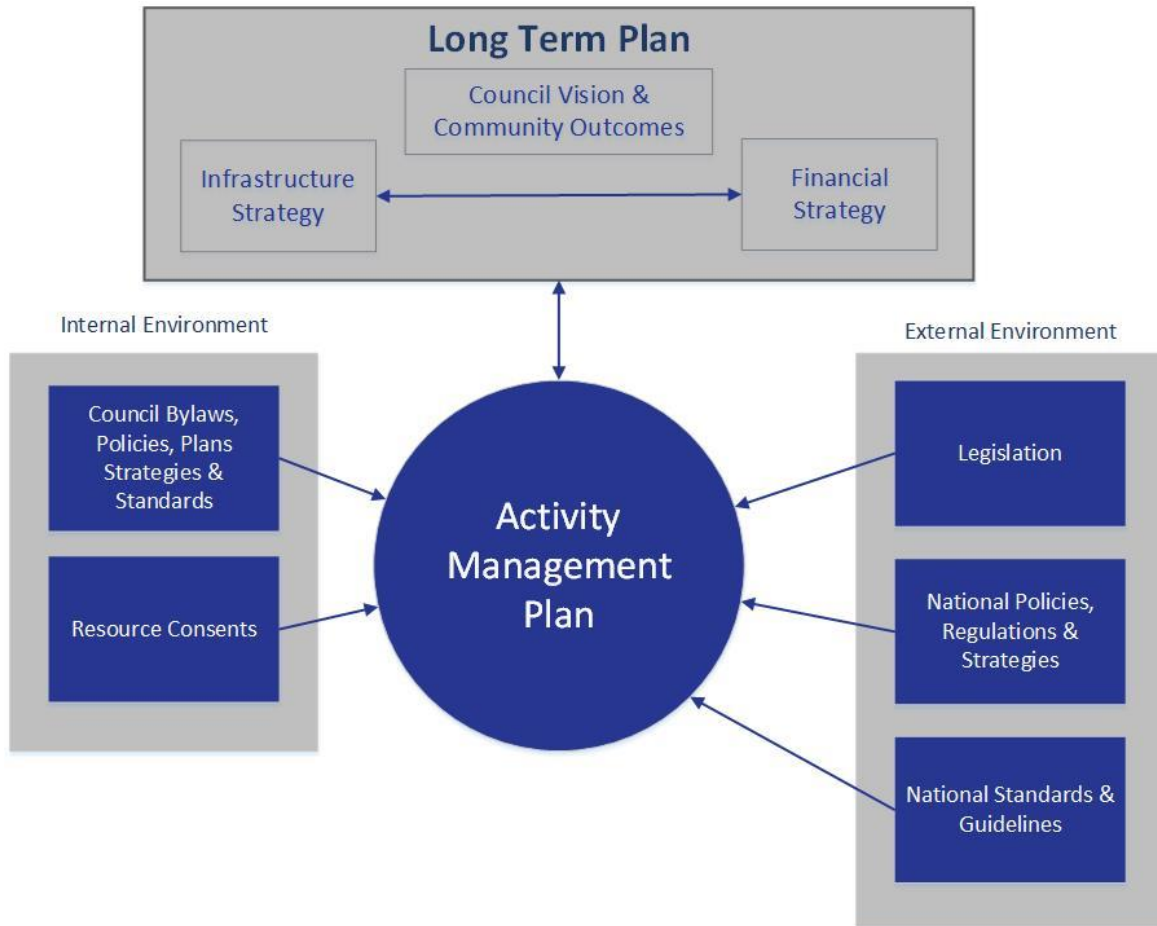 Long Term Plan
Council Vision &
Community Outcomes
Infrastructure
Strategy
Financial
Strategy
Internal Environment
Council Bylaws,
Policies, Plans
Strategies &
Standards
Resource Consents
Activity
Management
Plan
External Environment
Legislation
National Policies,
Regulations &
Strategies
National Standards &
Guidelines